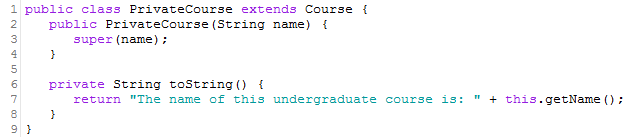 1 public class PrivateCourse extends Course {
2 public PrivateCourse(String name) {
3 super(name);
4 }
5
6 private String toString() {
7 return "The name of this undergraduate course is: " + this.getName();
8 }
9 }